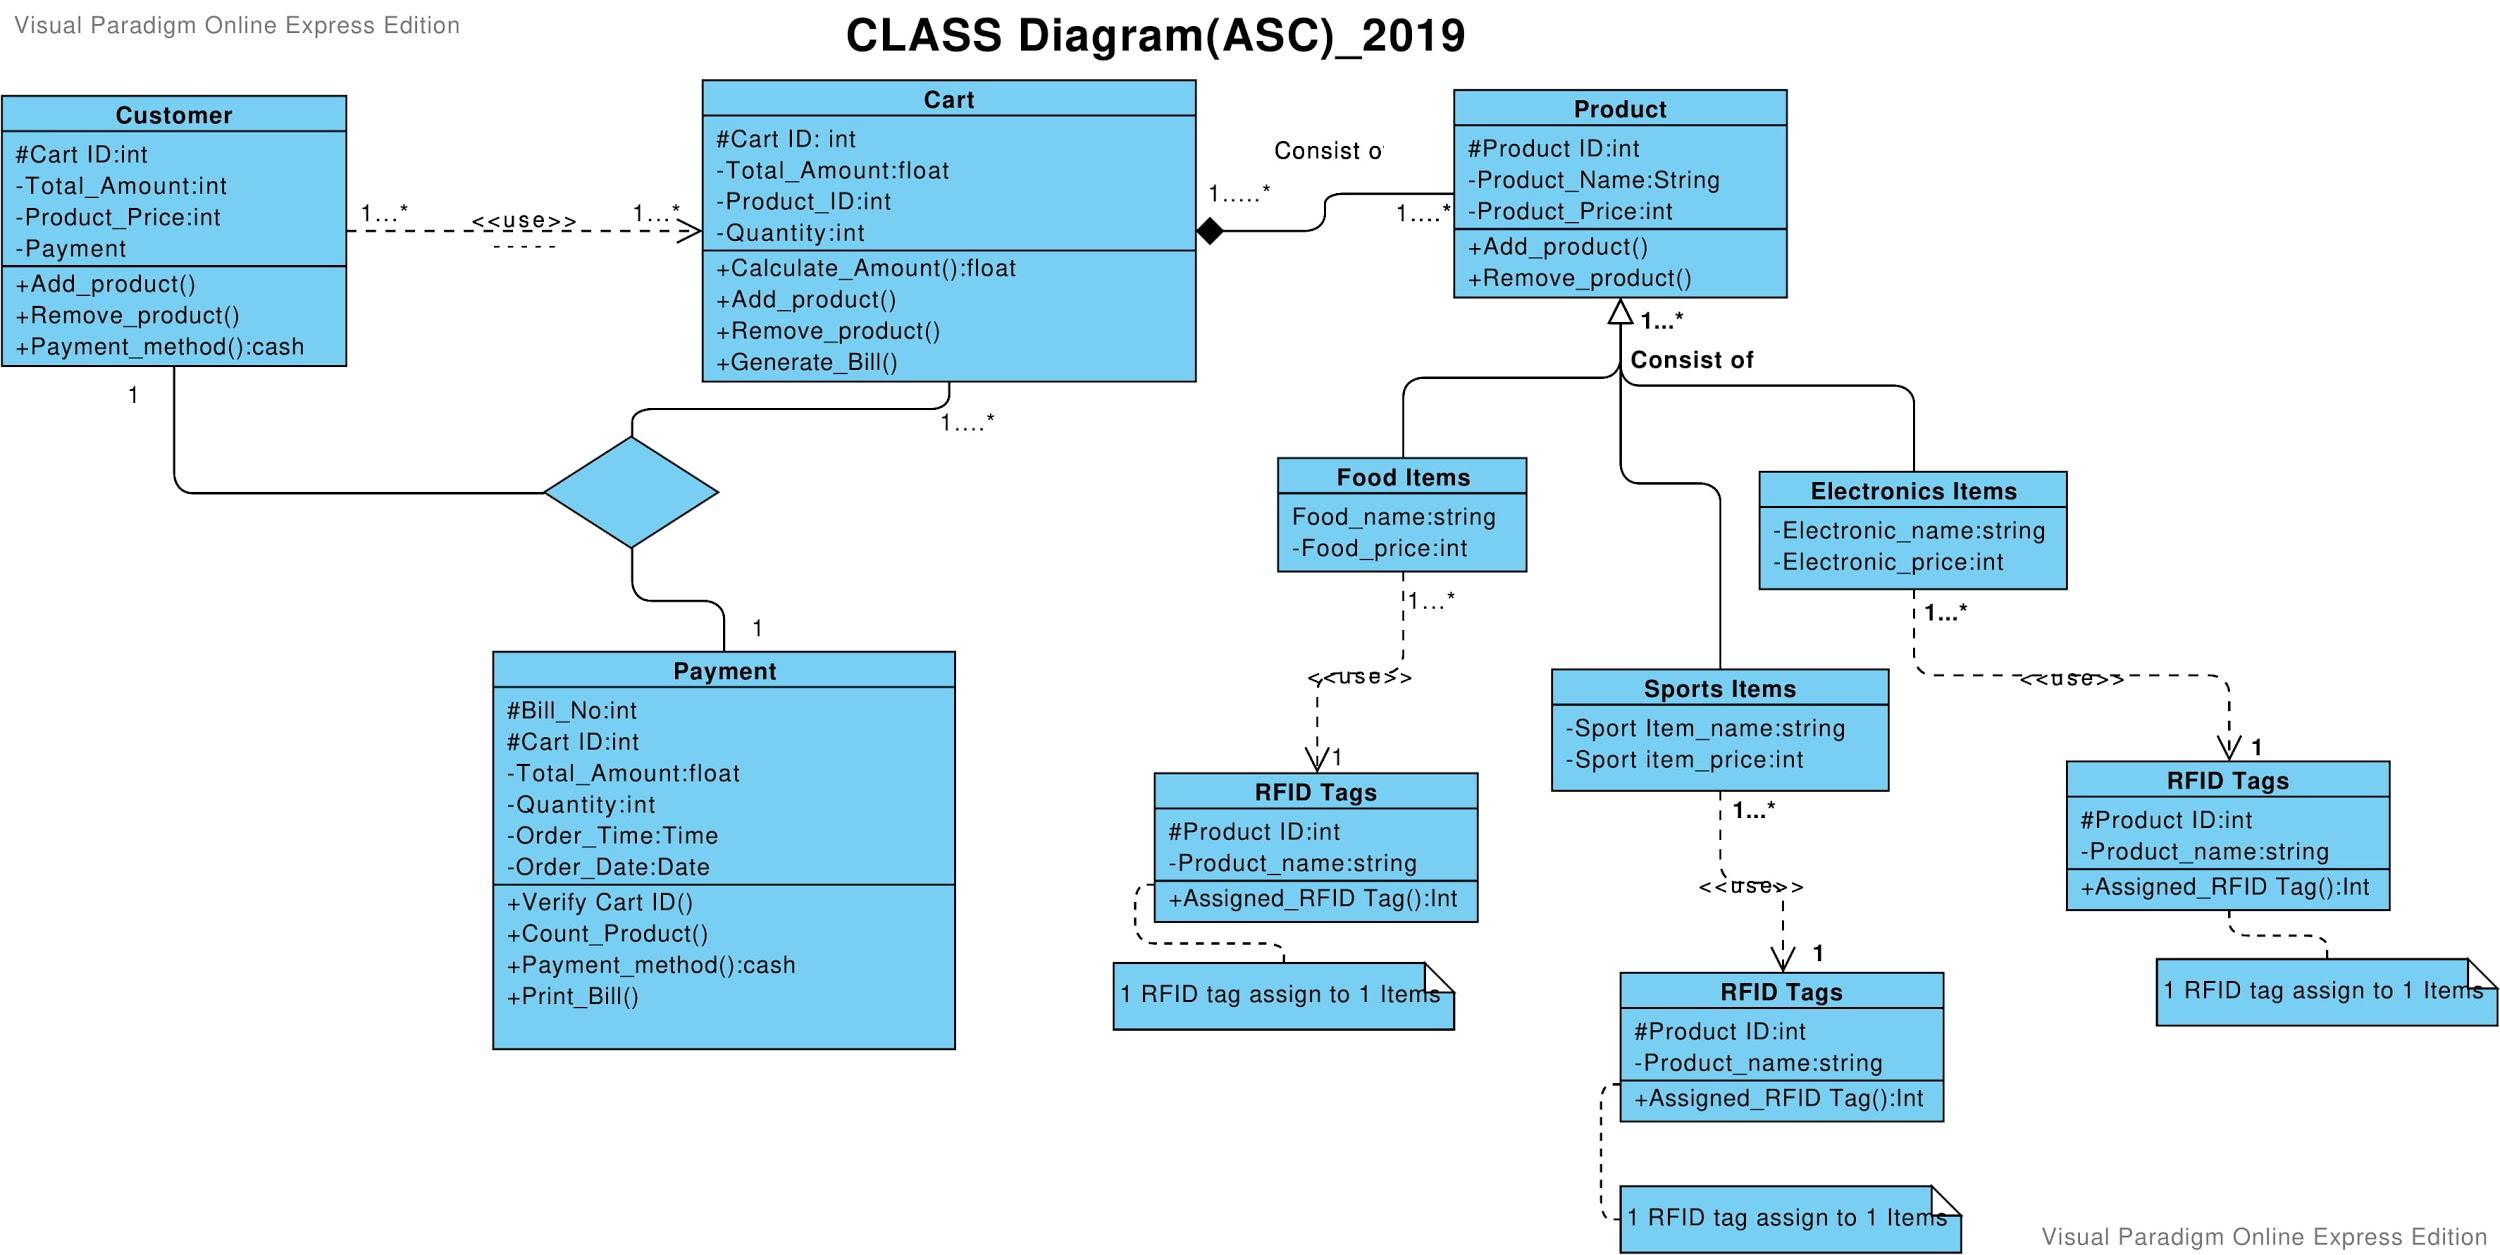 Visual Paradigm Online Express Edition
CLASS Diagram(ASC)_2019
Customer
#Cart ID:int
-Total_Amount:int
-Product_Price:int
-Payment
+Add_product()
+Remove_product()
+Payment_method():cash
1...*
<<use>>
1...*
Cart
#Cart ID: int
-Total_Amount:float
-Product_ID:int
-Quantity:int
+Calculate_Amount():float
+Add_product()
+Remove_product()
+Generate_Bill()
Consist of
1.....*
1....*
Product
#Product ID:int
-Product_Name:String
-Product_Price:int
+Add_product()
+Remove_product()
1...*
Consist of
1
1....*
1
Payment
#Bill_No:int
#Cart ID:int
-Total_Amount:float
-Quantity:int
-Order_Time:Time
-Order_Date:Date
+Verify Cart ID()
+Count_Product()
+Payment_method():cash
+Print_Bill()
Food Items
Food_name:string
-Food_price:int
1...*
<<use>>
1
RFID Tags
#Product ID:int
-Product_name:string
+Assigned_RFID Tag():Int
1 RFID tag assign to 1 Items
Sports Items
-Sport Item_name:string
-Sport item_price:int
1...*
<<use>>
1
RFID Tags
#Product ID:int
-Product_name:string
+Assigned_RFID Tag():Int
1 RFID tag assign to 1 Items
Electronics Items
-Electronic_name:string
-Electronic_price:int
1...*
<<use>>
1
RFID Tags
#Product ID:int
-Product_name:string
+Assigned_RFID Tag():Int
1 RFID tag assign to 1 Items
Visual Paradigm Online Express Edition